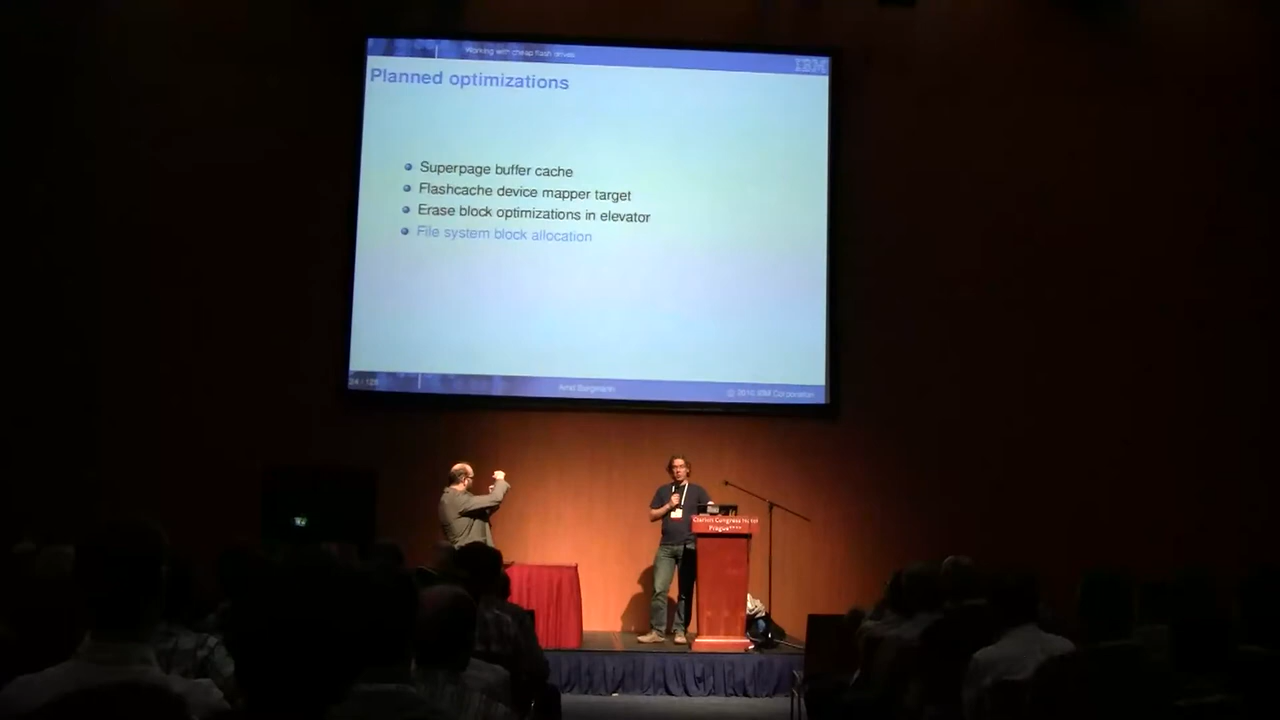 Working with cheap flash drives
IBM
Planned optimizations
Superpage buffer cache
Flashcache device mapper target
Erase block optimizations in elevator
File system block allocation
Arnd Bergmann
© 2010 IBM Corporation
Clarion Congress Hotel
Prague****